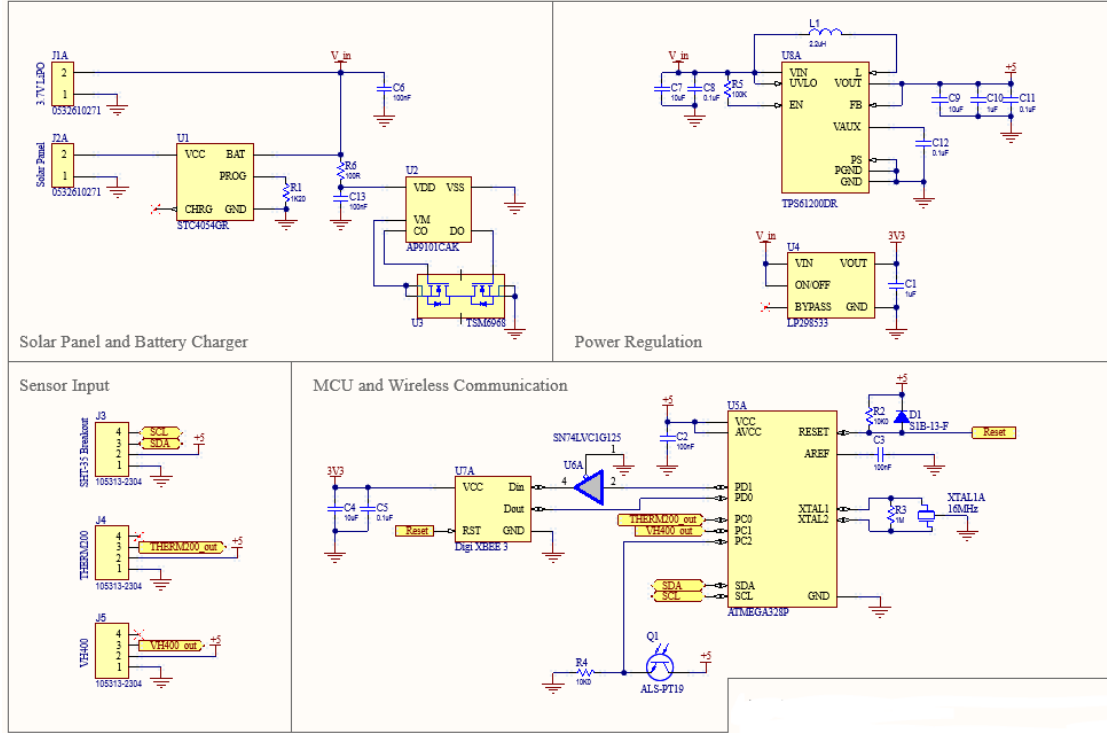 J1A
3.7V LiPO
2
1
0532610271
J2A
Solar Panel
2
1
0532610271
V_in
C6
100nF
U1
VCC BAT
PROG
CHRG GND
STC4054GR
R1
1K20
R6
100R
C13
100nF
U2
VDD VSS
VM
CO DO
AP9101CAK
U3 TSM6968
Solar Panel and Battery Charger
L1
2.2uH
V_in
C7
10uF
C8
0.1uF
R5
100K
U8A
VIN L
UVLO VOUT
EN FB
VAUX
PS
PGND
GND
TPS61200DR
+5
C9
10uF
C10
1uF
C11
0.1uF
C12
0.1uF
V_in
U4
VIN VOUT
ON/OFF
BYPASS GND
LP298533
3V3
C1
1uF
Power Regulation
Sensor Input
J3
SHT-35 Breakout
4 SCL
3 SDA
2 +5
1
105313-2304
J4
THERM200
4
3 THERM200_out
2 +5
1
105313-2304
J5
VH400
4
3 VH400_out
2 +5
1
105313-2304
MCU and Wireless Communication
3V3
C4
10uF
C5
0.1uF
U7A
VCC Din
Dout
RST GND
Digi XBEE 3
Reset
SN74LVC1G125
U6A
1
4 2
+5
C2
100nF
U5A
VCC
AVCC
RESET
AREF
PD1
PD0
XTAL1
XTAL2
PC0
PC1
PC2
SDA
SCL
GND
ATMEGA328P
THERM200_out
VH400_out
SDA
SCL
+5
R2
10K0
D1
S1B-13-F
Reset
C3
100nF
R3
1M
XTAL1A
16MHz
R4
10K0
Q1
ALS-PT19
+5